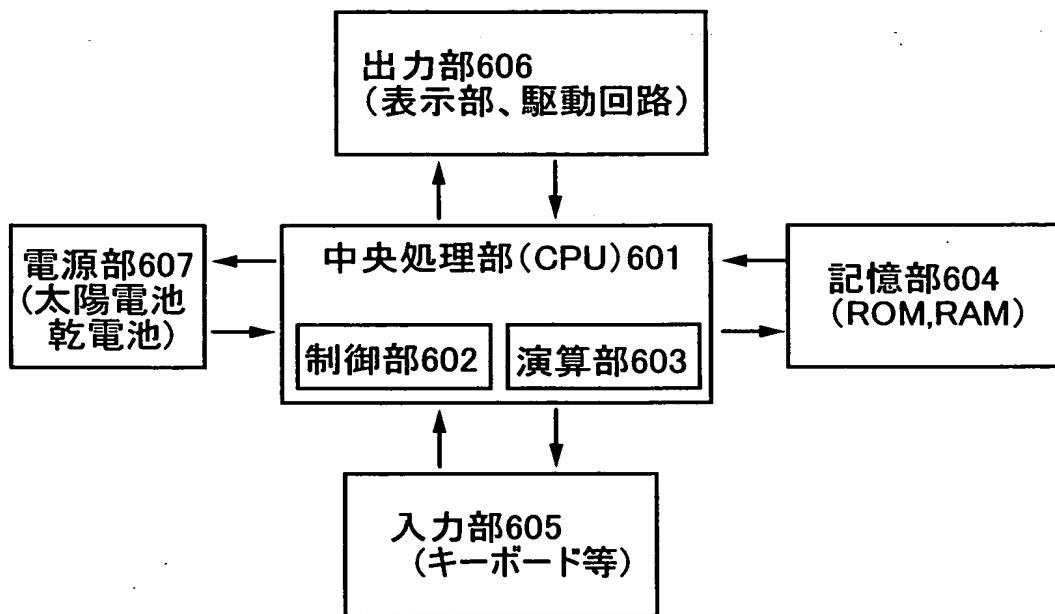 出力部606
(表示部、駆動回路)
電源部607
(太陽電池
乾電池)
中央処理部(CPU)601
制御部602
演算部603
記憶部604
(ROM,RAM)
入力部605
(キーボード等)